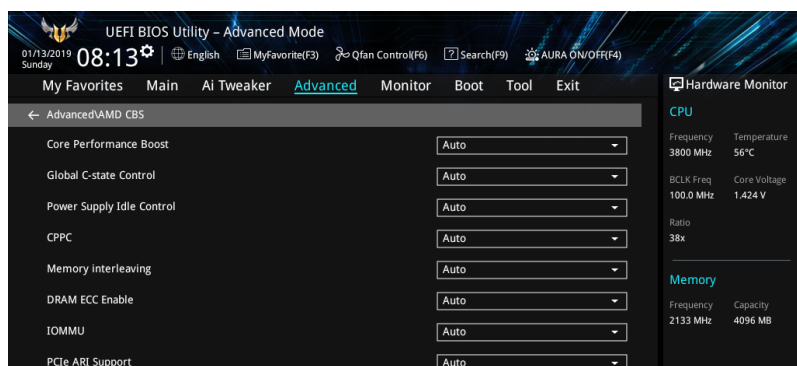 UEFI BIOS Utility – Advanced Mode
01/13/2019 Sunday 08:13 English MyFavorite(F3) Qfan Control(F6) ? Search(F9) AURA ON/OFF(F4)
My Favorites Main Ai Tweaker Advanced Monitor Boot Tool Exit
Hardware Monitor
← Advanced\AMD CBS
Core Performance Boost Auto
Global C-state Control Auto
Power Supply Idle Control Auto
CPPC Auto
Memory interleaving Auto
DRAM ECC Enable Auto
IOMMU Auto
PCIe ARI Support Auto
CPU
Frequency Temperature
3800 MHz 56°C
BCLK Freq Core Voltage
100.0 MHz 1.424 V
Ratio
38x
Memory
Frequency Capacity
2133 MHz 4096 MB